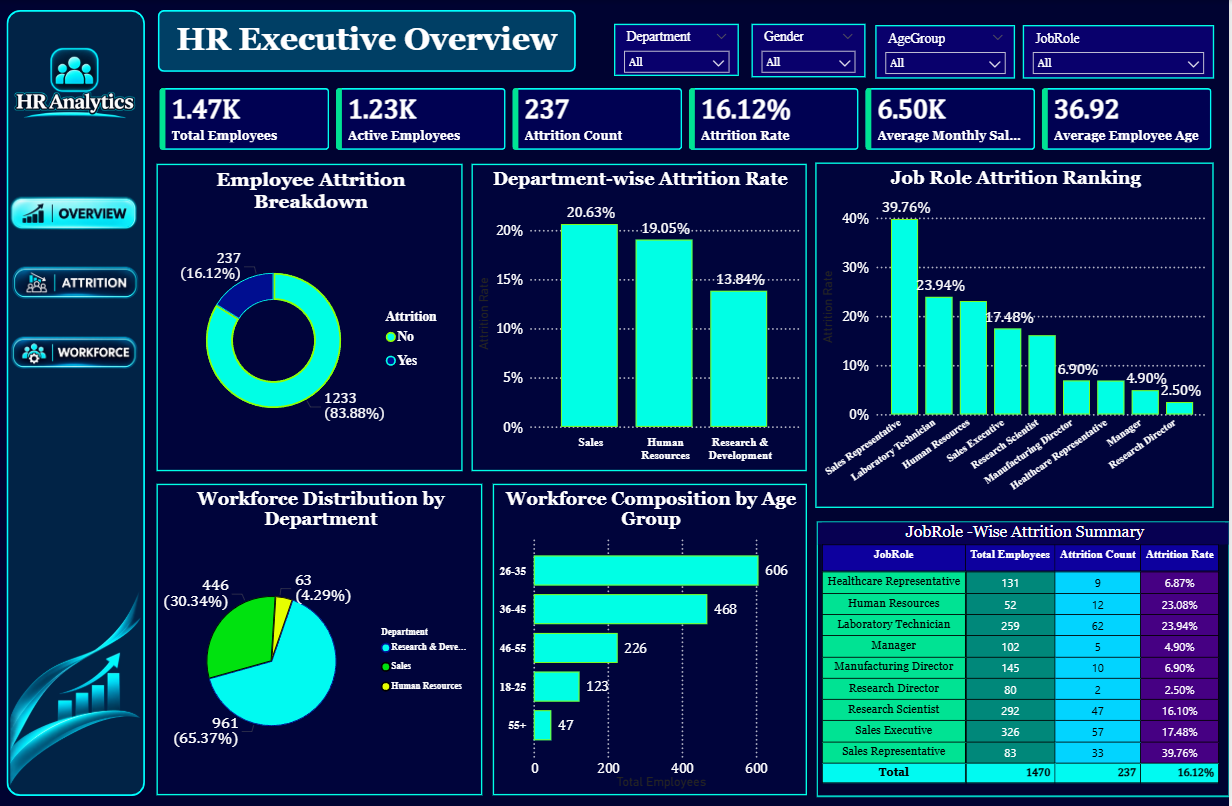 HR Analytics
OVERVIEW
ATTRITION
WORKFORCE
HR Executive Overview
Department
All
Gender
All
AgeGroup
All
JobRole
All
1.47K
Total Employees
1.23K
Active Employees
237
Attrition Count
16.12%
Attrition Rate
6.50K
Average Monthly Sal...
36.92
Average Employee Age
Employee Attrition
Breakdown
237
(16.12%)
1233
(83.88%)
Attrition
No
Yes
Department-wise Attrition Rate
Attrition Rate
20%
15%
10%
5%
0%
20.63%
19.05%
13.84%
Sales
Human
Resources
Research &
Development
Job Role Attrition Ranking
Attrition Rate
40%
30%
20%
10%
0%
39.76%
23.94%
17.48%
6.90%
4.90%
2.50%
Sales Representative
Laboratory Technician
Human Resources
Sales Executive
Research Scientist
Manufacturing Director
Healthcare Representative
Manager
Research Director
Workforce Distribution by
Department
446
(30.34%)
63
(4.29%)
961
(65.37%)
Department
Research & Deve...
Sales
Human Resources
Workforce Composition by Age
Group
26-35
606
36-45
468
46-55
226
18-25
123
55+
47
0
200
400
600
Total Employees
JobRole -Wise Attrition Summary
JobRole Total Employees Attrition Count Attrition Rate
Healthcare Representative 131 9 6.87%
Human Resources 52 12 23.08%
Laboratory Technician 259 62 23.94%
Manager 102 5 4.90%
Manufacturing Director 145 10 6.90%
Research Director 80 2 2.50%
Research Scientist 292 47 16.10%
Sales Executive 326 57 17.48%
Sales Representative 83 33 39.76%
Total 1470 237 16.12%